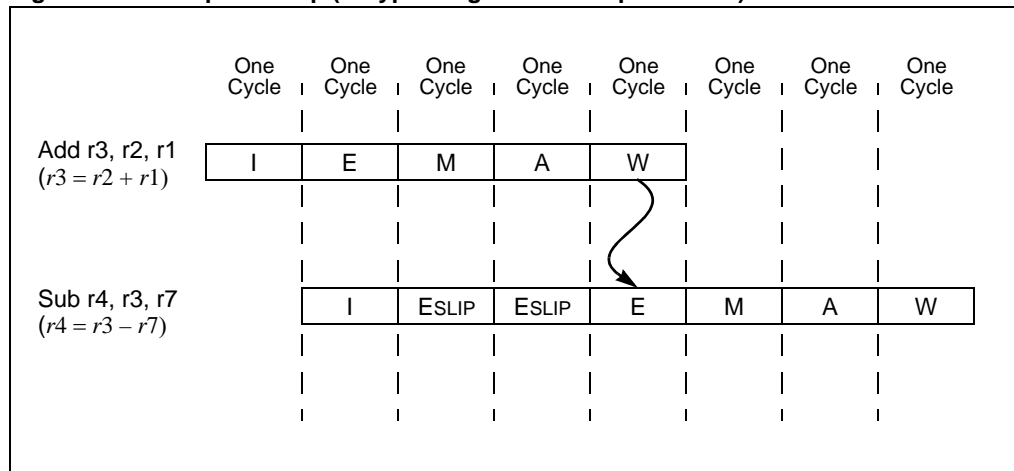 One One One One One One One One
Cycle Cycle Cycle Cycle Cycle Cycle Cycle Cycle
Add r3, r2, r1
(r3 = r2 + r1)
I E M A W
Sub r4, r3, r7
(r4 = r3 – r7)
I ESLIP ESLIP E M A W